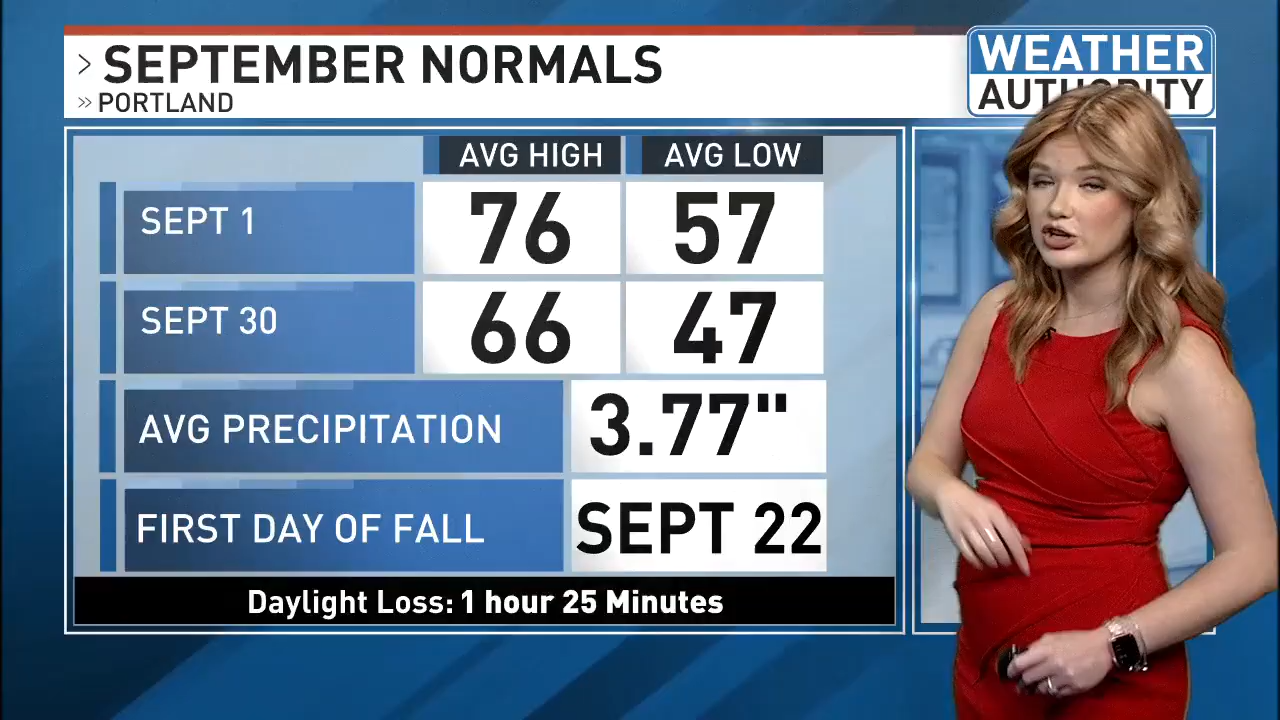 > SEPTEMBER NORMALS
» PORTLAND
WEATHER
AUTHORITY
AVG HIGH AVG LOW
SEPT 1 76 57
SEPT 30 66 47
AVG PRECIPITATION 3.77"
FIRST DAY OF FALL SEPT 22
Daylight Loss: 1 hour 25 Minutes